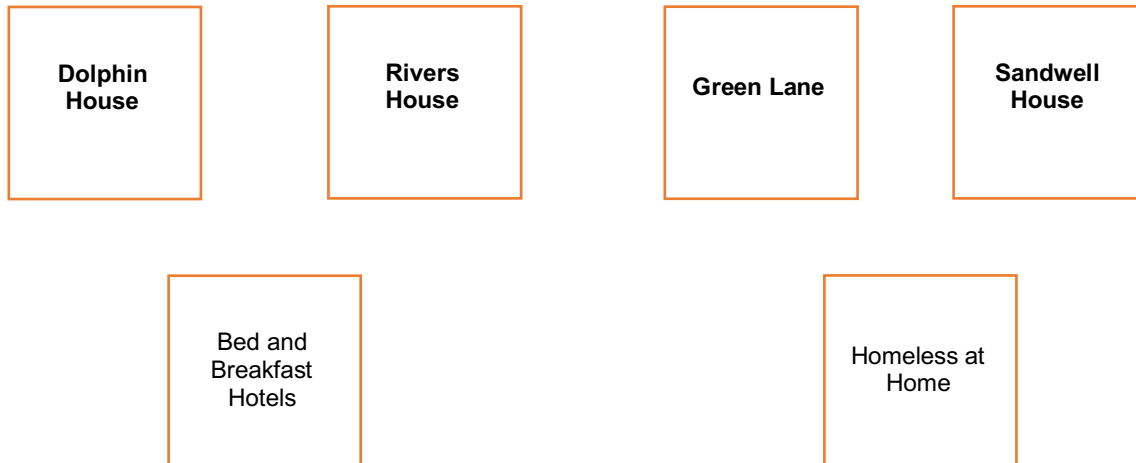 Dolphin
House
Rivers
House
Green Lane
Sandwell
House
Bed and
Breakfast
Hotels
Homeless at
Home